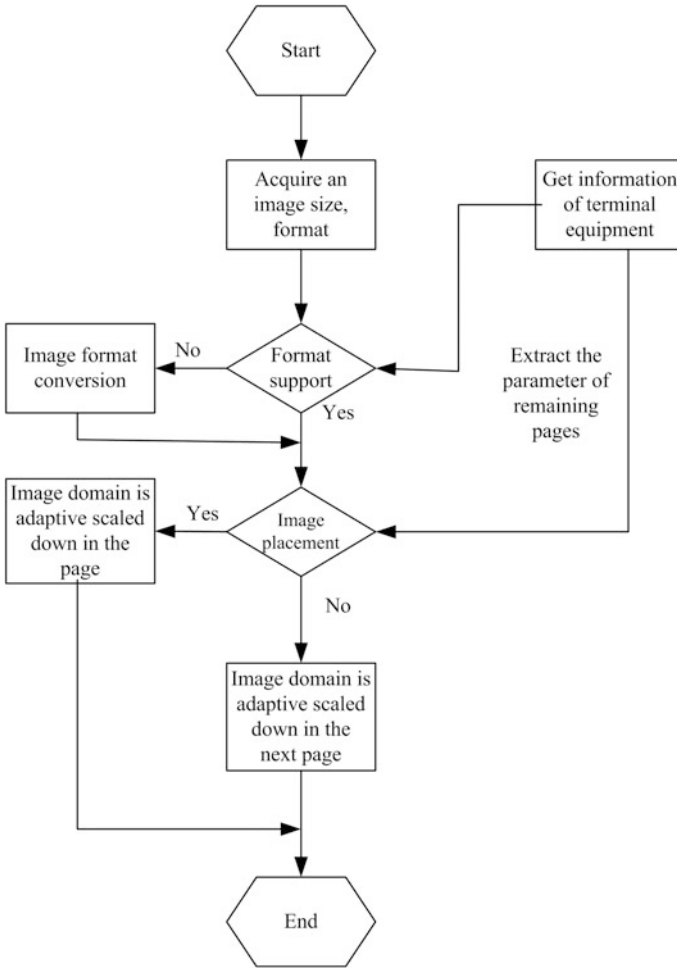 Start
Acquire an
image size,
format
Get information
of terminal
equipment
Image format
conversion
No
Format
support
Yes
Extract the
parameter of
remaining
pages
Image domain is
adaptive scaled
down in the
page
Yes
Image
placement
No
Image domain is
adaptive scaled
down in the
next page
End